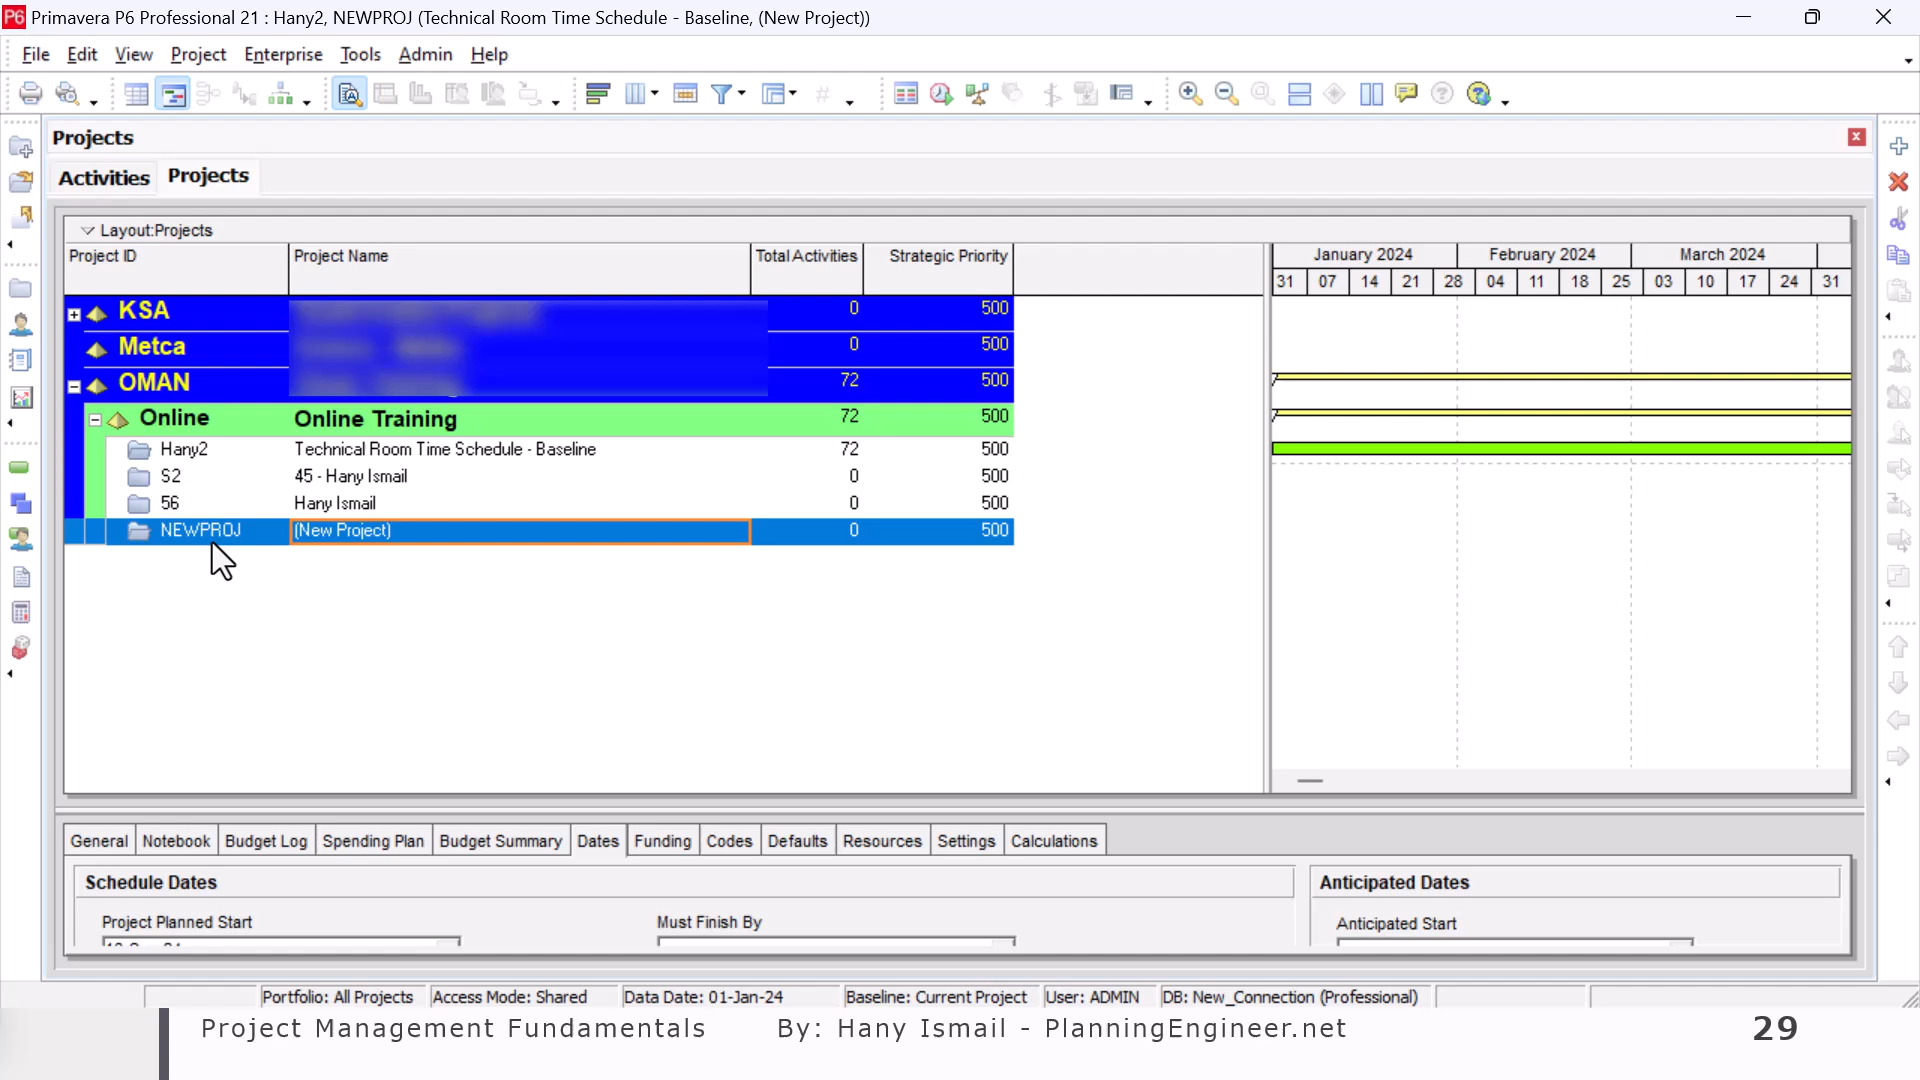 P6 Primavera P6 Professional 21 : Hany2, NEWPROJ (Technical Room Time Schedule - Baseline, (New Project))
File Edit View Project Enterprise Tools Admin Help
Projects
Activities Projects
Layout:Projects
Project ID Project Name Total Activities Strategic Priority January 2024 February 2024 March 2024
31 07 14 21 28 04 11 18 25 03 10 17 24 31
KSA 0 500
Metca 0 500
OMAN 72 500
Online Online Training 72 500
Hany2 Technical Room Time Schedule - Baseline 72 500
S2 45 - Hany Ismail 0 500
56 Hany Ismail 0 500
NEWPROJ (New Project) 0 500
General Notebook Budget Log Spending Plan Budget Summary Dates Funding Codes Defaults Resources Settings Calculations
Schedule Dates Anticipated Dates
Project Planned Start Must Finish By Anticipated Start
Portfolio: All Projects Access Mode: Shared Data Date: 01-Jan-24 Baseline: Current Project User: ADMIN DB: New_Connection (Professional)
Project Management Fundamentals By: Hany Ismail - PlanningEngineer.net 29